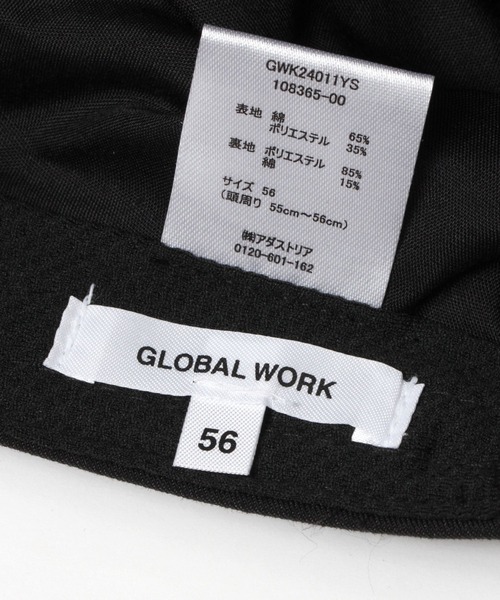 GWK24011YS
108365-00
表地 綿 65%
ポリエステル 35%
裏地 ポリエステル 85%
綿 15%
サイズ 56
(頭周り 55cm～56cm)
㈱アダストリア
0120-601-162
GLOBAL WORK
56